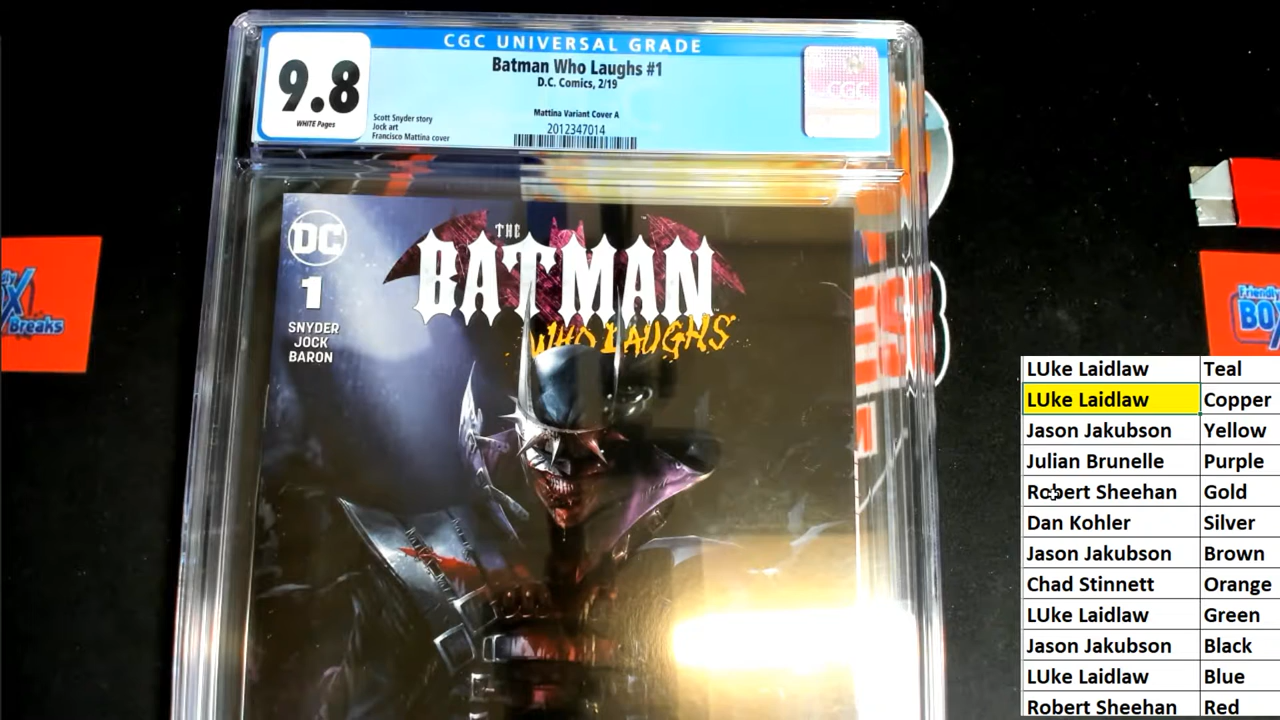 CGC UNIVERSAL GRADE
9.8
WHITE Pages
Batman Who Laughs #1
D.C. Comics, 2/19
Mattina Variant Cover A
2012347014
Scott Snyder story
Jock art
Francisco Mattina cover
DC
1
SNYDER
JOCK
BARON
THE
BATMAN
WHO LAUGHS
Breaks
Friendly
BO
LUke Laidlaw Teal
LUke Laidlaw Copper
Jason Jakubson Yellow
Julian Brunelle Purple
Robert Sheehan Gold
Dan Kohler Silver
Jason Jakubson Brown
Chad Stinnett Orange
LUke Laidlaw Green
Jason Jakubson Black
LUke Laidlaw Blue
Robert Sheehan Red